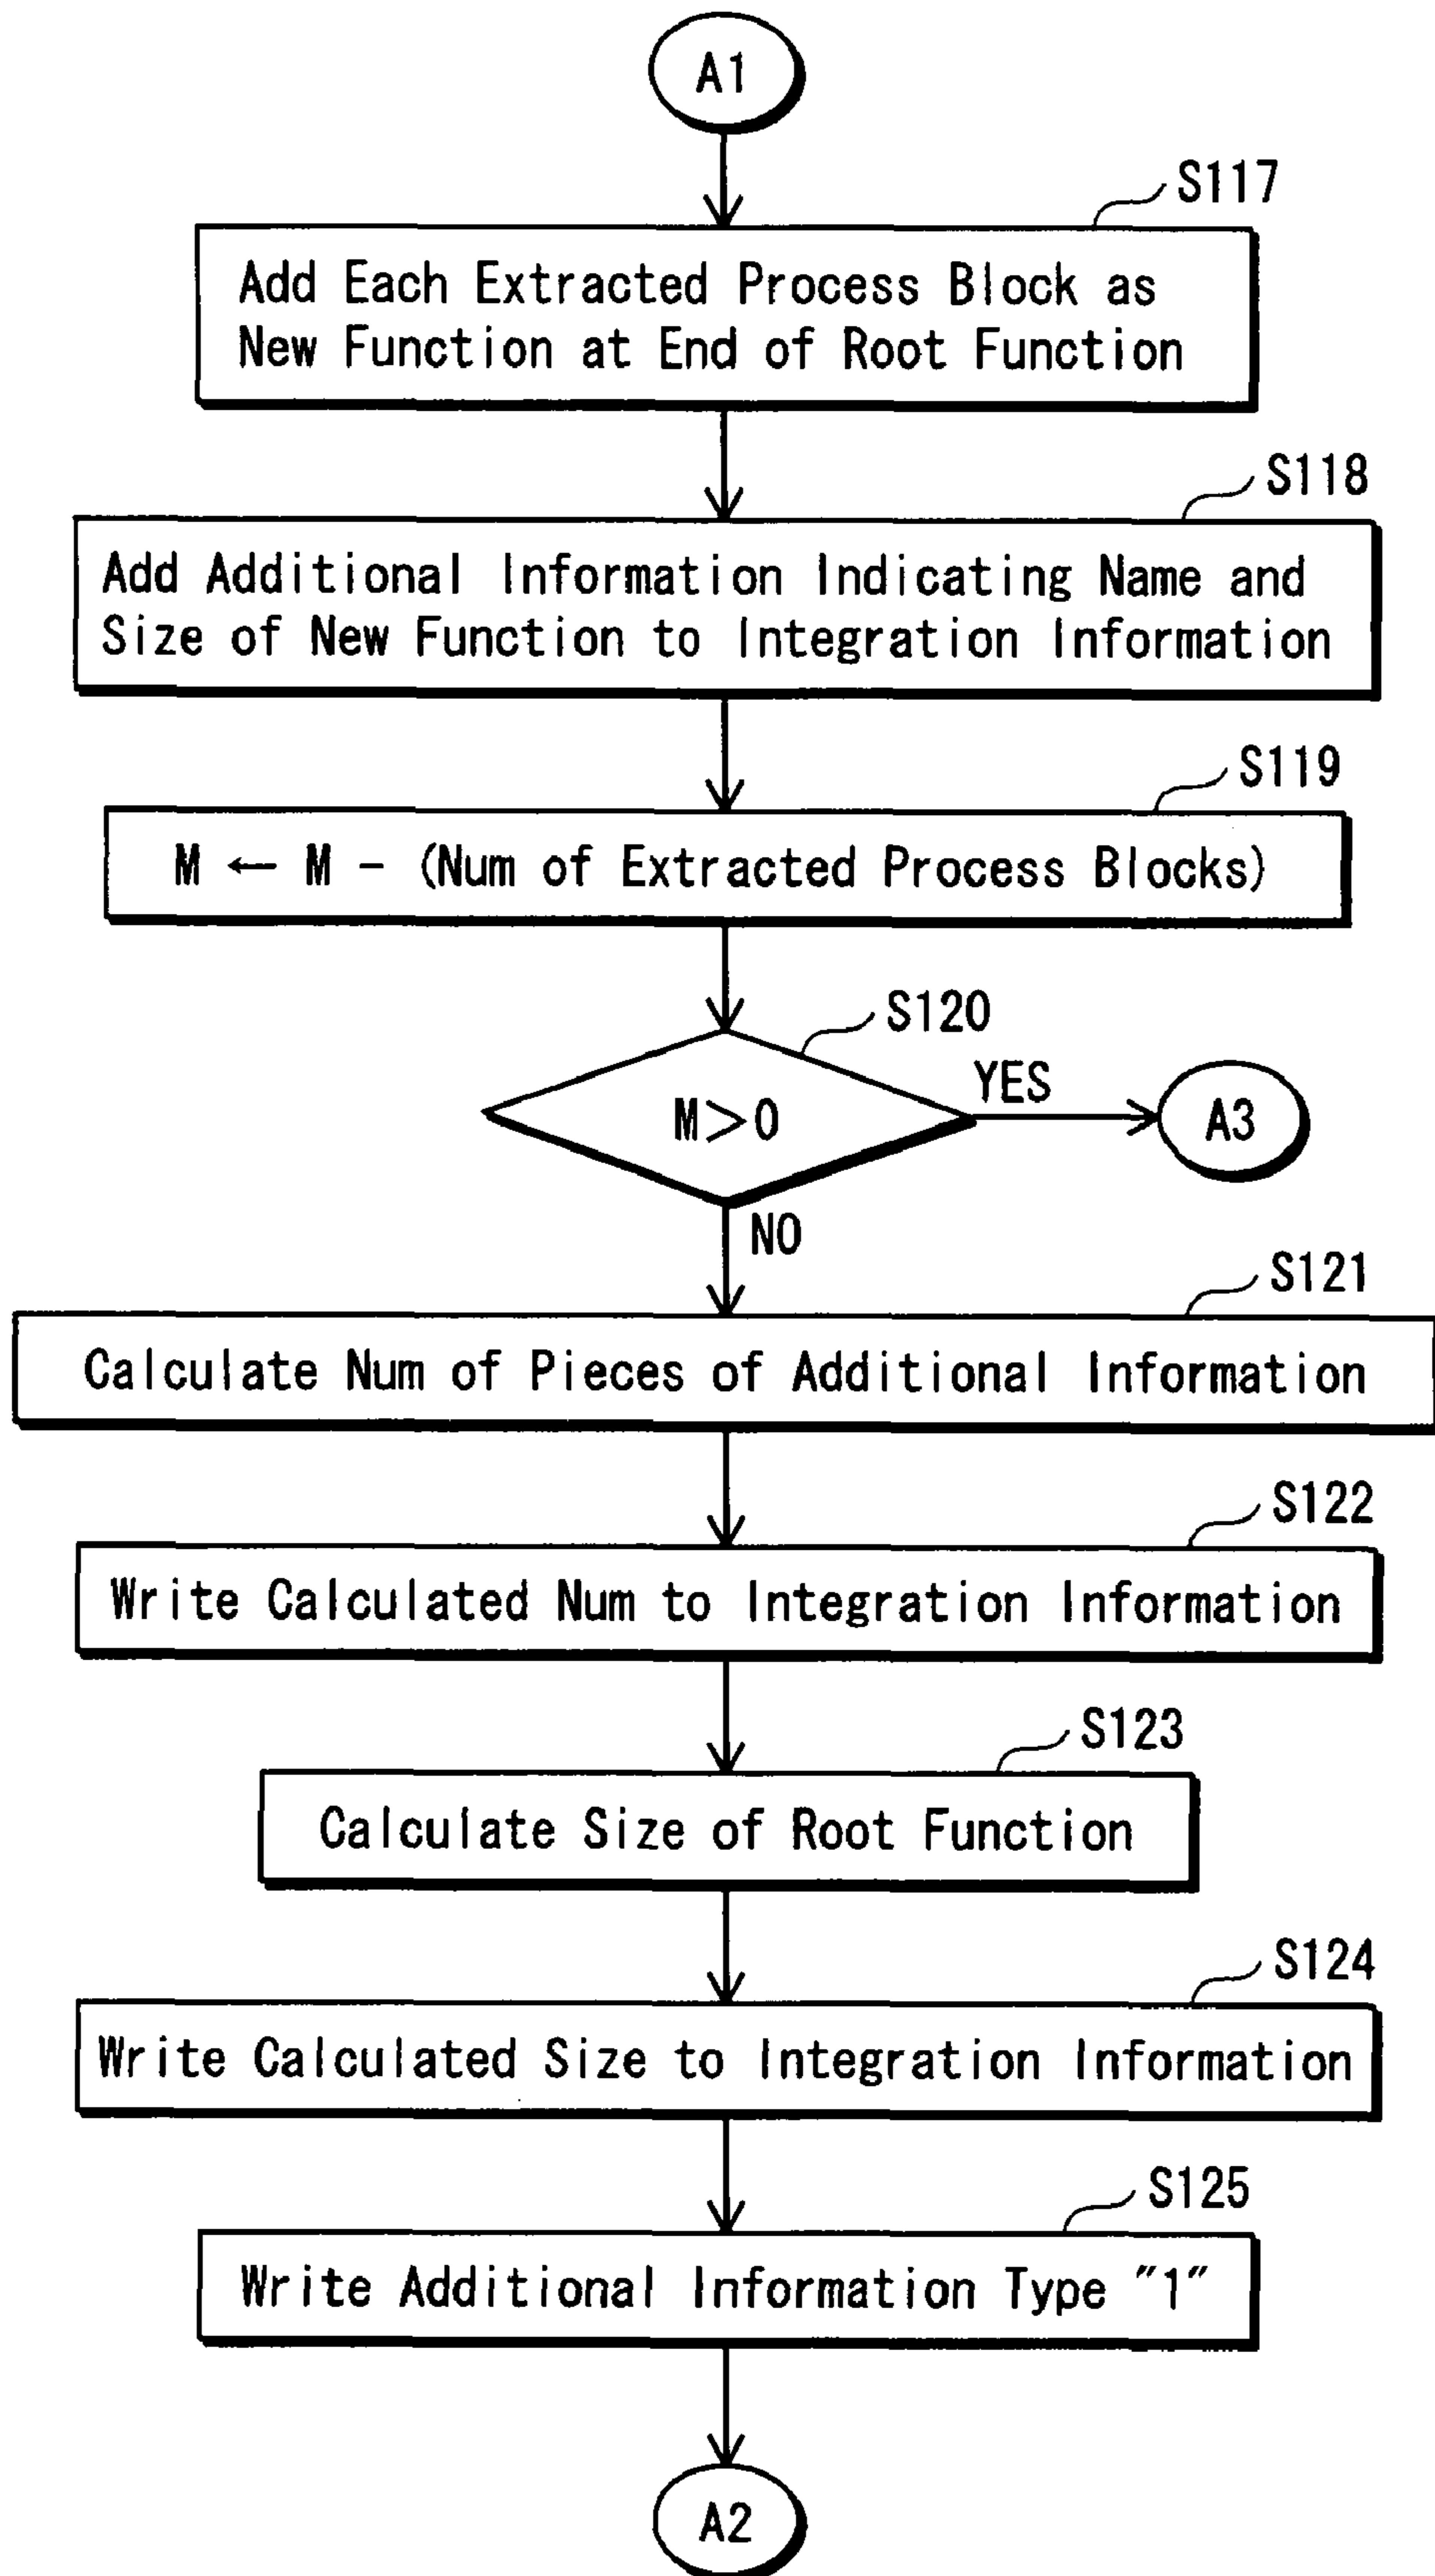 A1
S117
Add Each Extracted Process Block as
New Function at End of Root Function
S118
Add Additional Information Indicating Name and
Size of New Function to Integration Information
S119
M ← M - (Num of Extracted Process Blocks)
S120
M>0
YES
A3
NO
S121
Calculate Num of Pieces of Additional Information
S122
Write Calculated Num to Integration Information
S123
Calculate Size of Root Function
S124
Write Calculated Size to Integration Information
S125
Write Additional Information Type "1"
A2